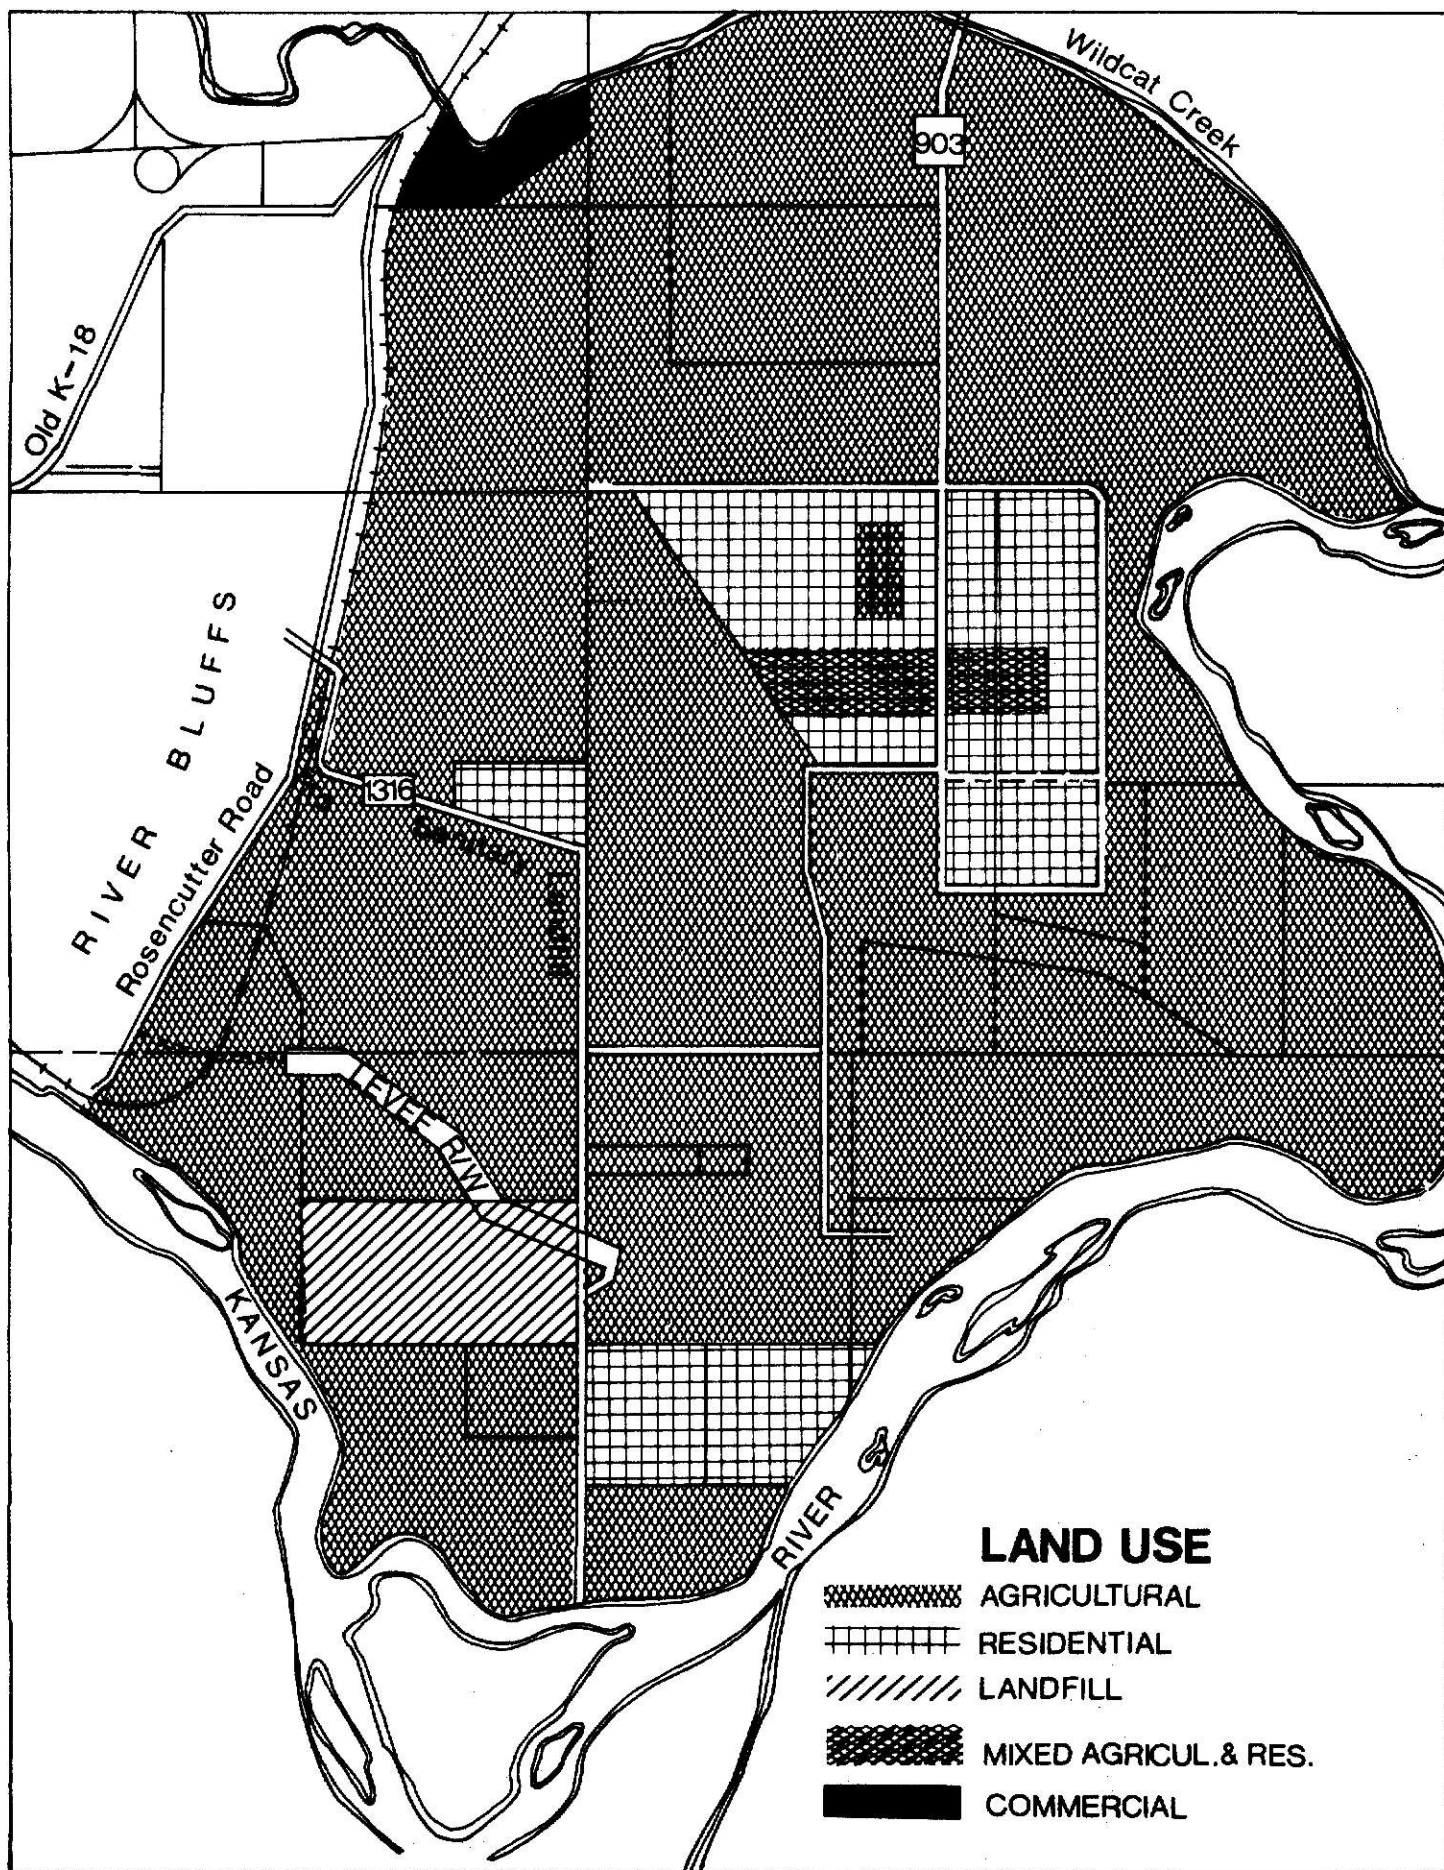 Wildcat Creek
903
Old K-18
RIVER BLUFFS
Rosencutter Road
1316
Sanitary
LEVEE R/W
KANSAS
RIVER
LAND USE
AGRICULTURAL
RESIDENTIAL
LANDFILL
MIXED AGRICUL.& RES.
COMMERCIAL